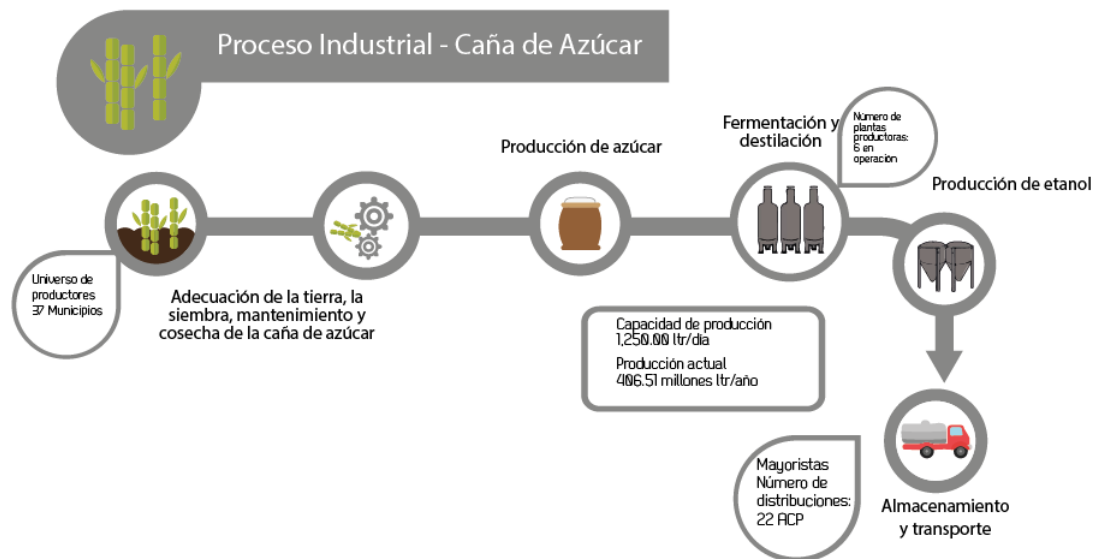 Proceso Industrial - Caña de Azúcar
Universo de
productores
37 Municipios
Adecuación de la tierra, la
siembra, mantenimiento y
cosecha de la caña de azúcar
Producción de azúcar
Fermentación y
destilación
Número de
plantas
productoras:
6 en
operación
Producción de etanol
Capacidad de producción
1,250.00 ltr/día
Producción actual
406.51 millones ltr/año
Mayoristas
Número de
distribuciones:
22 ACP
Almacenamiento
y transporte